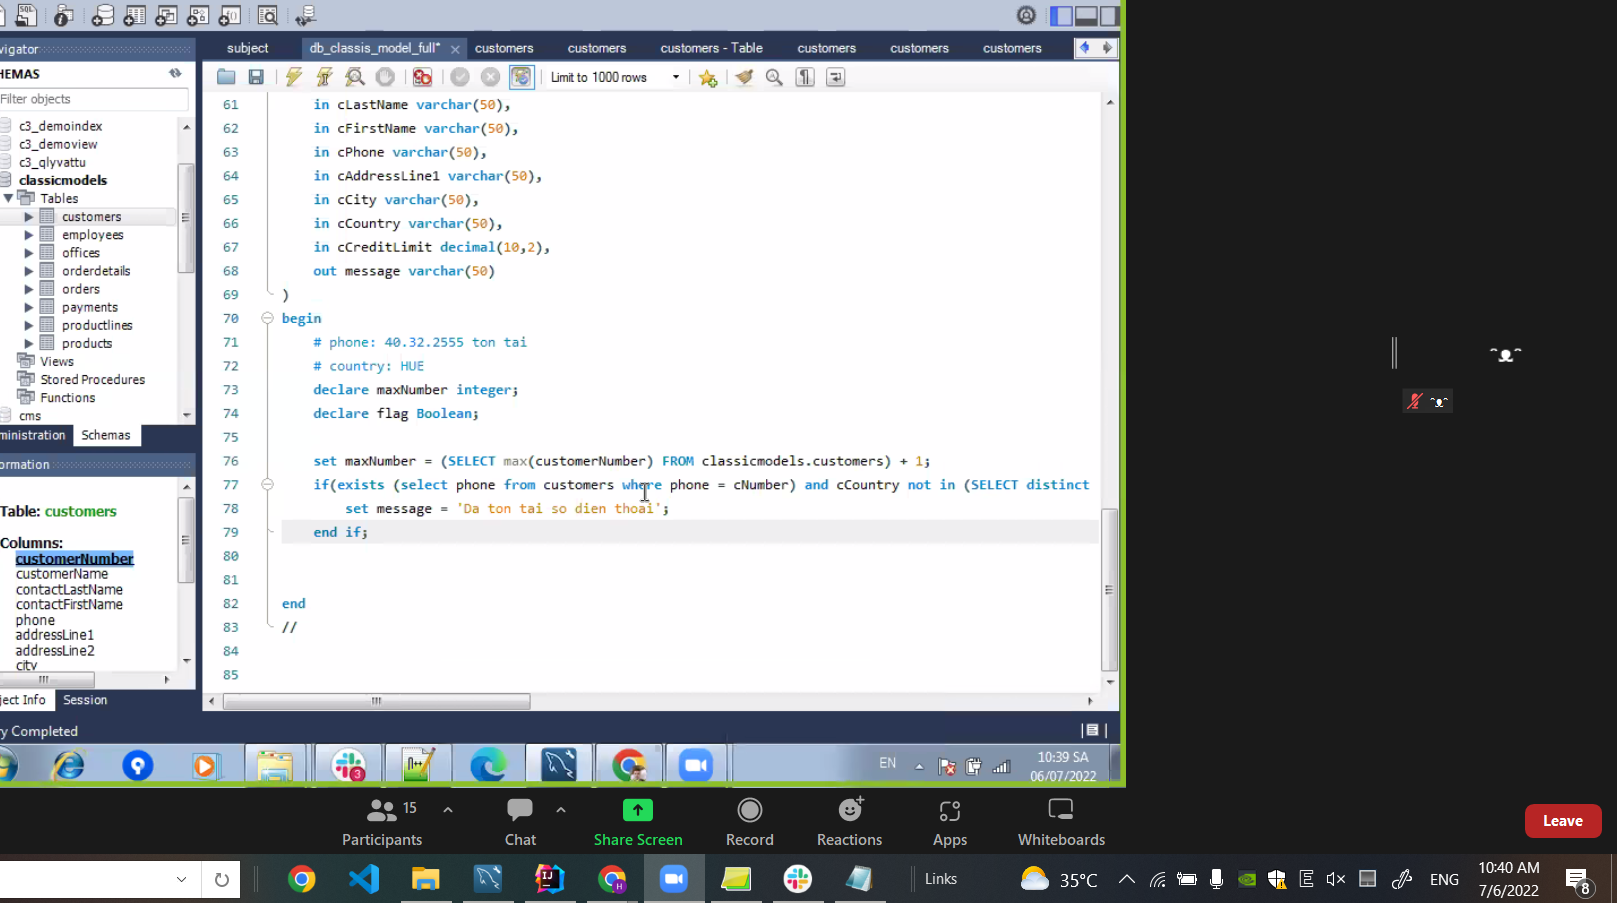 subject
db_classis_model_full*
customers
customers
customers - Table
customers
customers
customers
vigator
HEMAS
Filter objects
c3_demoindex
c3_demoview
c3_qlyvattu
classicmodels
Tables
customers
employees
offices
orderdetails
orders
payments
productlines
products
Views
Stored Procedures
Functions
cms
ministration
Schemas
ormation
Table: customers
Columns:
customerNumber
customerName
contactLastName
contactFirstName
phone
addressLine1
addressLine2
city
ject Info
Session
ry Completed
Limit to 1000 rows
61 in cLastName varchar(50),
62 in cFirstName varchar(50),
63 in cPhone varchar(50),
64 in cAddressLine1 varchar(50),
65 in cCity varchar(50),
66 in cCountry varchar(50),
67 in cCreditLimit decimal(10,2),
68 out message varchar(50)
69 )
70 begin
71 # phone: 40.32.2555 ton tai
72 # country: HUE
73 declare maxNumber integer;
74 declare flag Boolean;
75
76 set maxNumber = (SELECT max(customerNumber) FROM classicmodels.customers) + 1;
77 if(exists (select phone from customers where phone = cNumber) and cCountry not in (SELECT distinct
78 set message = 'Da ton tai so dien thoai';
79 end if;
80
81
82 end
83 //
84
85
EN
10:39 SA
06/07/2022
15
Participants
Chat
Share Screen
Record
Reactions
Apps
Whiteboards
Leave
Links
35°C
ENG
10:40 AM
7/6/2022
8